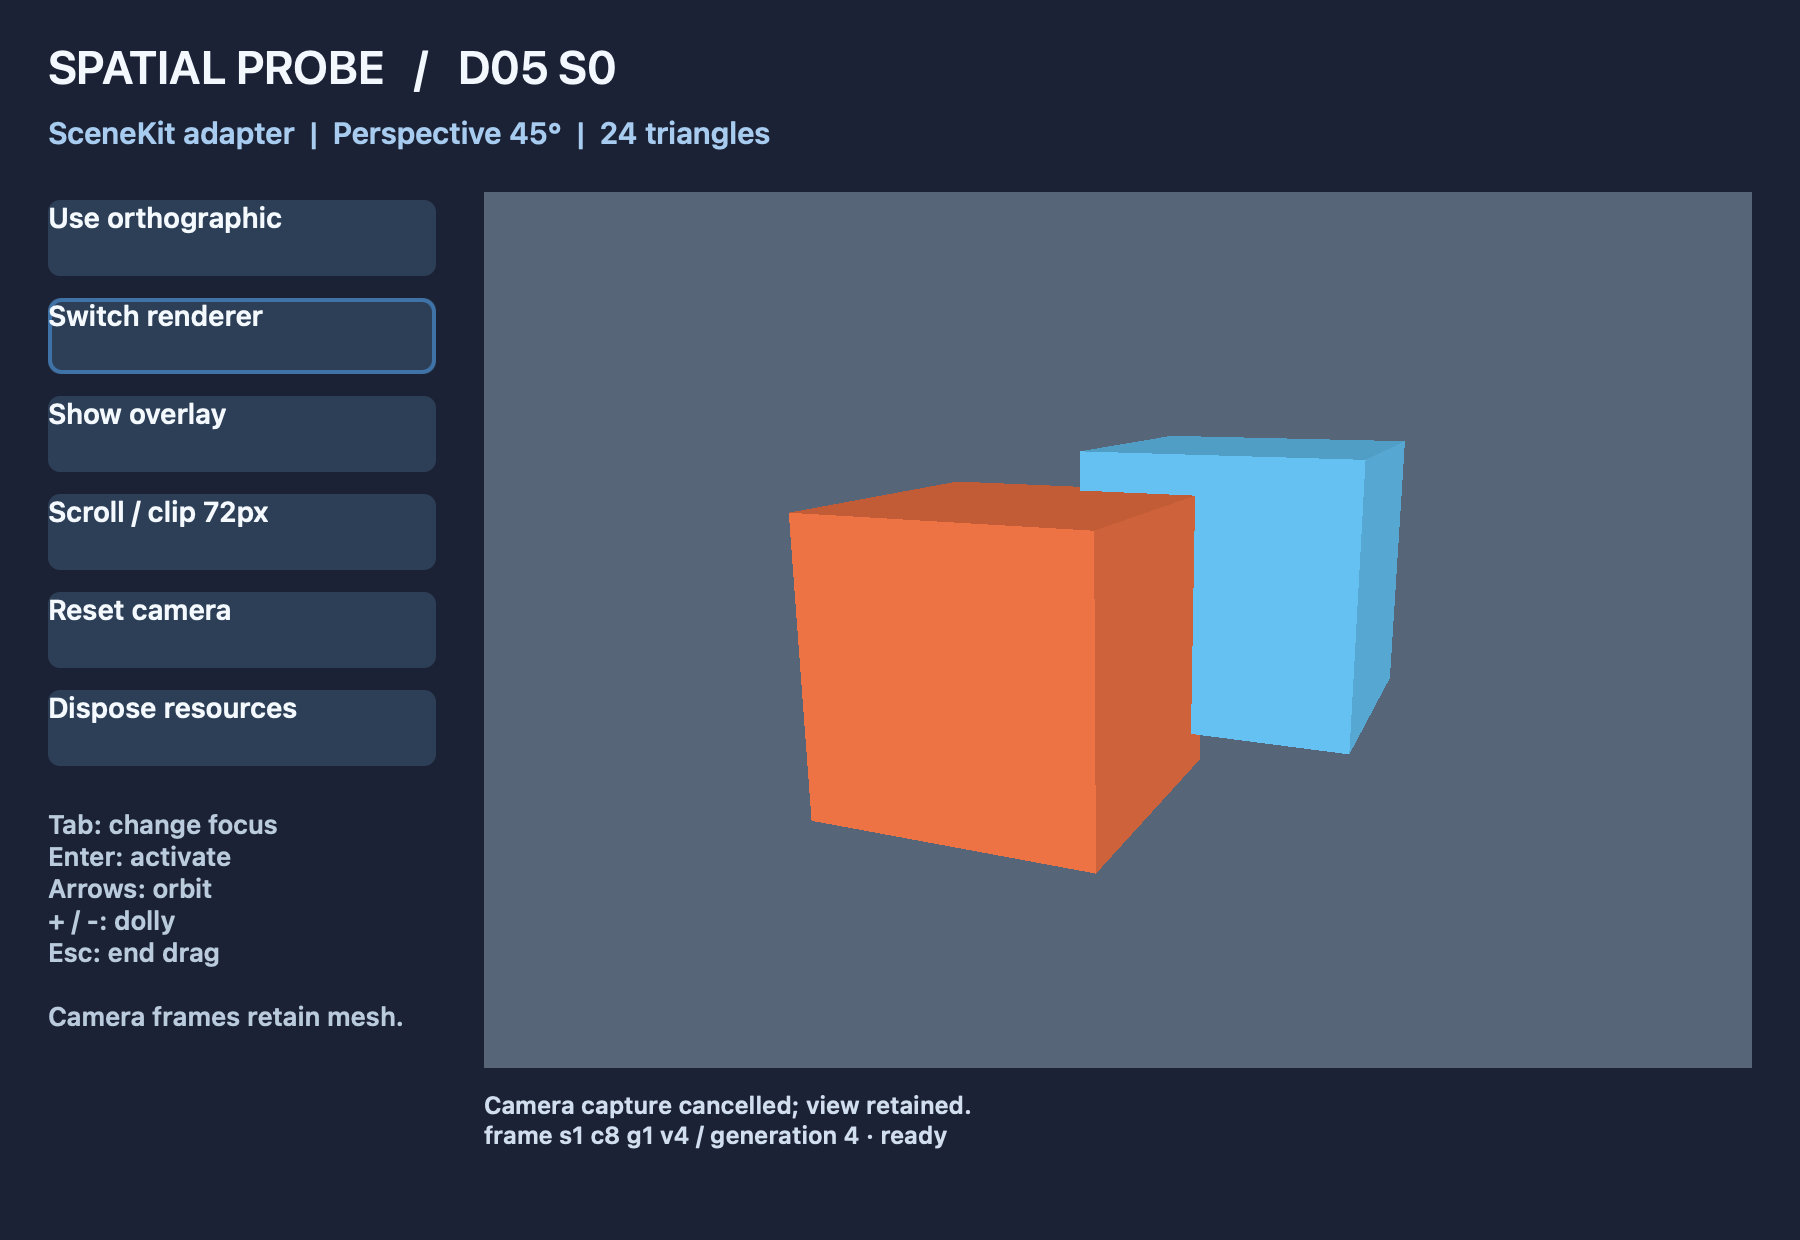 SPATIAL PROBE / D05 S0
SceneKit adapter | Perspective 45° | 24 triangles
Use orthographic
Switch renderer
Show overlay
Scroll / clip 72px
Reset camera
Dispose resources
Tab: change focus
Enter: activate
Arrows: orbit
+ / -: dolly
Esc: end drag
Camera frames retain mesh.
Camera capture cancelled; view retained.
frame s1 c8 g1 v4 / generation 4 · ready